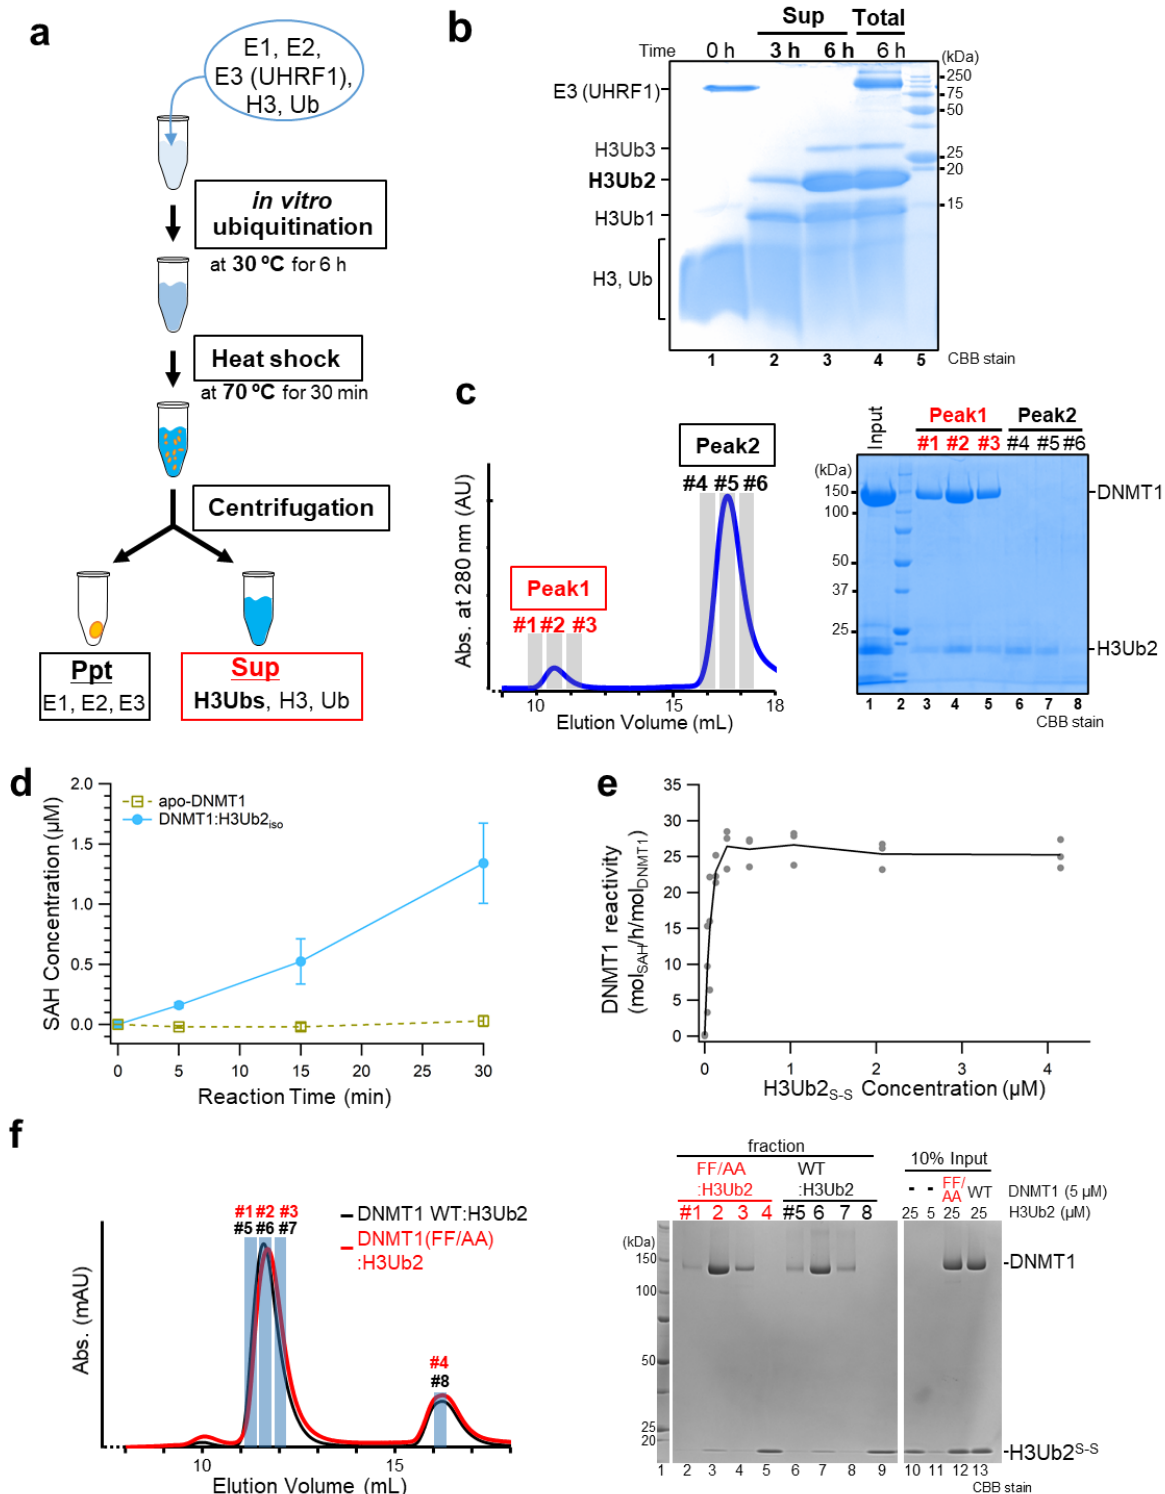 a
E1, E2,
E3 (UHRF1),
H3, Ub
in vitro
ubiquitination
at 30 ºC for 6 h
Heat shock
at 70 ºC for 30 min
Centrifugation
Ppt
E1, E2, E3
Sup
H3Ubs, H3, Ub
b
Sup Total
Time 0 h 3 h 6 h 6 h (kDa)
E3 (UHRF1)
H3Ub3
H3Ub2
H3Ub1
H3, Ub
250
75
50
25
20
15
1 2 3 4 5 CBB stain
c
Peak2
#4 #5 #6
Peak1
#1 #2 #3
Abs. at 280 nm (AU)
10 15 18
Elution Volume (mL)
Input Peak1 Peak2
#1 #2 #3 #4 #5 #6
(kDa)
150
100
50
37
25
DNMT1
H3Ub2
1 2 3 4 5 6 7 8
CBB stain
d
SAH Concentration (µM)
2.0
1.5
1.0
0.5
0.0
apo-DNMT1
DNMT1:H3Ub2iso
0 5 10 15 20 25 30
Reaction Time (min)
e
DNMT1 reactivity
(molSAH/h/molDNMT1)
35
30
25
20
15
10
5
0
0 1 2 3 4
H3Ub2S-S Concentration (µM)
f
#1 #2 #3
#5 #6 #7
DNMT1 WT:H3Ub2
DNMT1(FF/AA)
:H3Ub2
#4
#8
Abs. (mAU)
10 15
Elution Volume (mL)
fraction
FF/AA
:H3Ub2
WT
:H3Ub2
#1 2 3 4 #5 6 7 8
10% Input
- - FF/AA WT DNMT1 (5 µM)
25 5 25 25 H3Ub2 (µM)
(kDa)
150
100
50
25
20
-DNMT1
-H3Ub2S-S
1 2 3 4 5 6 7 8 9 10 11 12 13
CBB stain